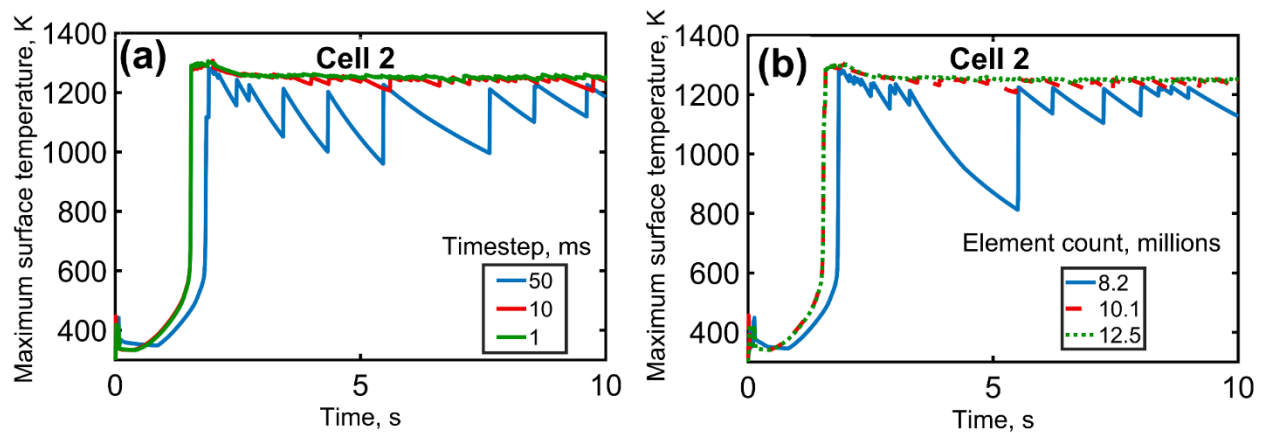 (a)
Cell 2
Maximum surface temperature, K
1400
1200
1000
800
600
400
Timestep, ms
50
10
1
0
5
10
Time, s
(b)
Cell 2
Maximum surface temperature, K
1400
1200
1000
800
600
400
Element count, millions
8.2
10.1
12.5
0
5
10
Time, s